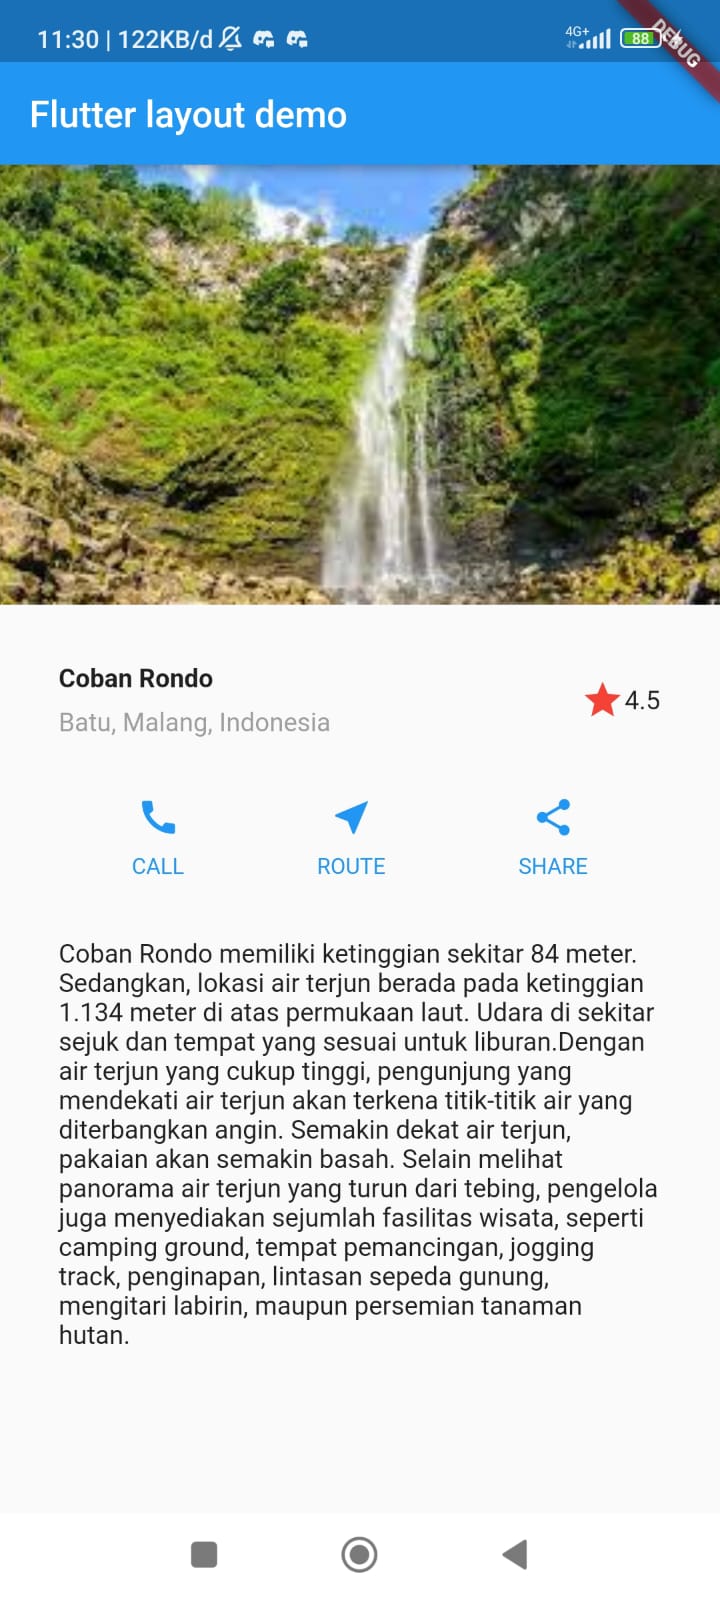 11:30 | 122KB/d
4G+
88
DEBUG
Flutter layout demo
Coban Rondo
Batu, Malang, Indonesia
4.5
CALL
ROUTE
SHARE
Coban Rondo memiliki ketinggian sekitar 84 meter.
Sedangkan, lokasi air terjun berada pada ketinggian
1.134 meter di atas permukaan laut. Udara di sekitar
sejuk dan tempat yang sesuai untuk liburan.Dengan
air terjun yang cukup tinggi, pengunjung yang
mendekati air terjun akan terkena titik-titik air yang
diterbangkan angin. Semakin dekat air terjun,
pakaian akan semakin basah. Selain melihat
panorama air terjun yang turun dari tebing, pengelola
juga menyediakan sejumlah fasilitas wisata, seperti
camping ground, tempat pemancingan, jogging
track, penginapan, lintasan sepeda gunung,
mengitari labirin, maupun persemian tanaman
hutan.